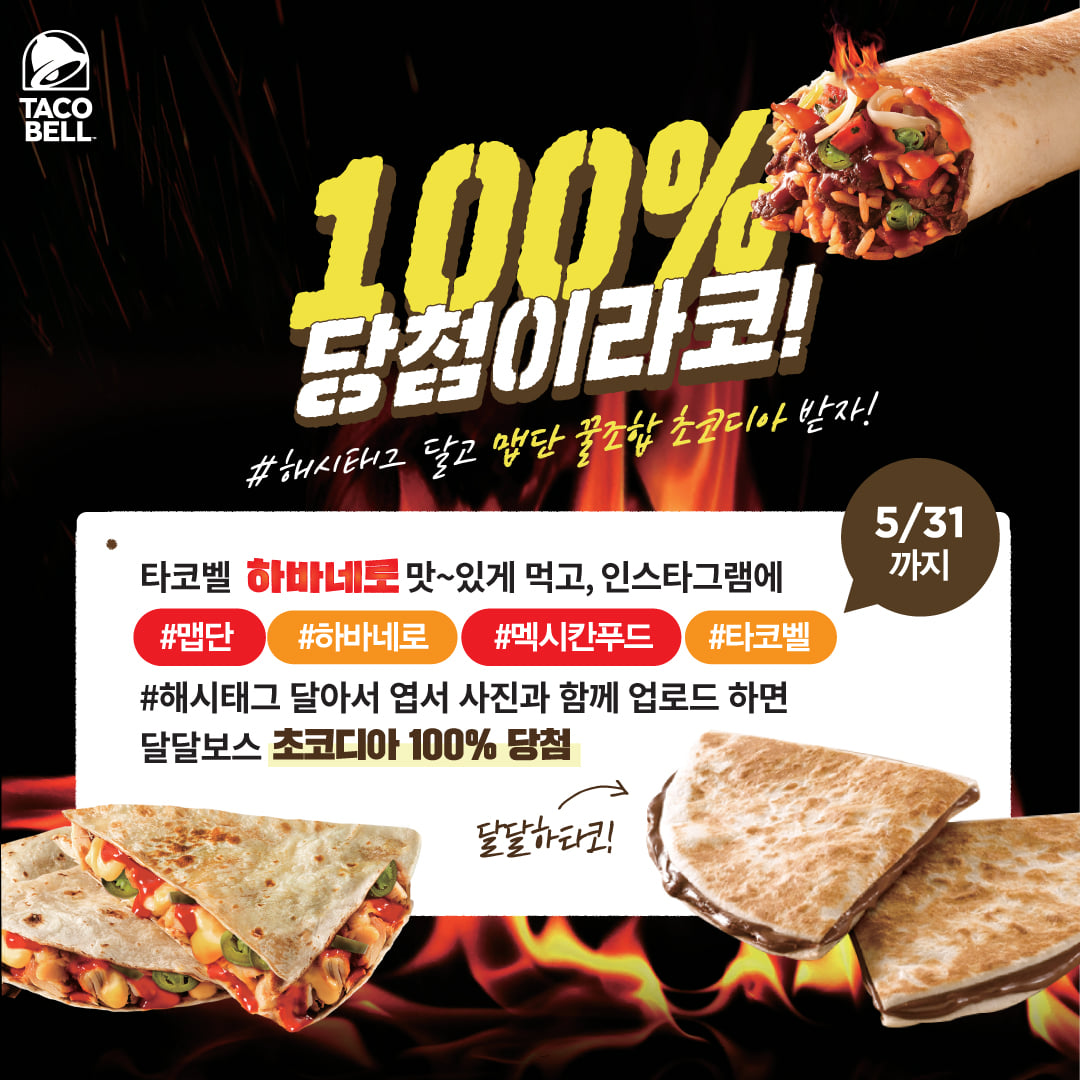 TACO
BELL
100%
당첨이라코!
#해시태그 달고 맵단 꿀조합 초코디아 받자!
5/31
까지
타코벨 하바네로 맛~있게 먹고, 인스타그램에
#맵단 #하바네로 #멕시칸푸드 #타코벨
#해시태그 달아서 엽서 사진과 함께 업로드 하면
달달보스 초코디아 100% 당첨
달달하타코!